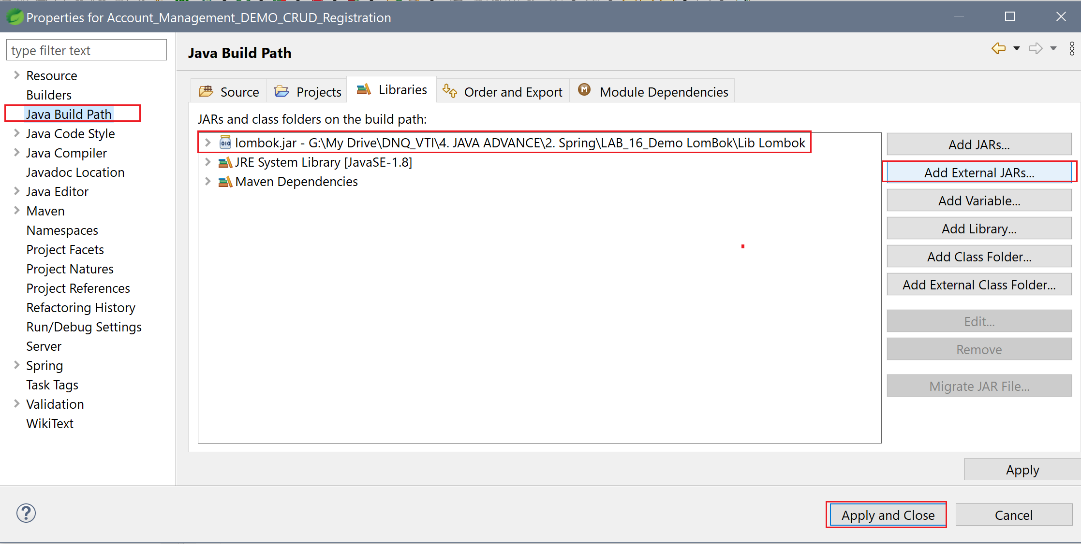 Properties for Account_Management_DEMO_CRUD_Registration
type filter text
Resource
Builders
Java Build Path
Java Code Style
Java Compiler
Javadoc Location
Java Editor
Maven
Namespaces
Project Facets
Project Natures
Project References
Refactoring History
Run/Debug Settings
Server
Spring
Task Tags
Validation
WikiText
Java Build Path
Source Projects Libraries Order and Export Module Dependencies
JARs and class folders on the build path:
lombok.jar - G:\My Drive\DNQ_VTI\4. JAVA ADVANCE\2. Spring\LAB_16_Demo LomBok\Lib Lombok
JRE System Library [JavaSE-1.8]
Maven Dependencies
Add JARs...
Add External JARs...
Add Variable...
Add Library...
Add Class Folder...
Add External Class Folder...
Edit...
Remove
Migrate JAR File...
Apply
Apply and Close Cancel